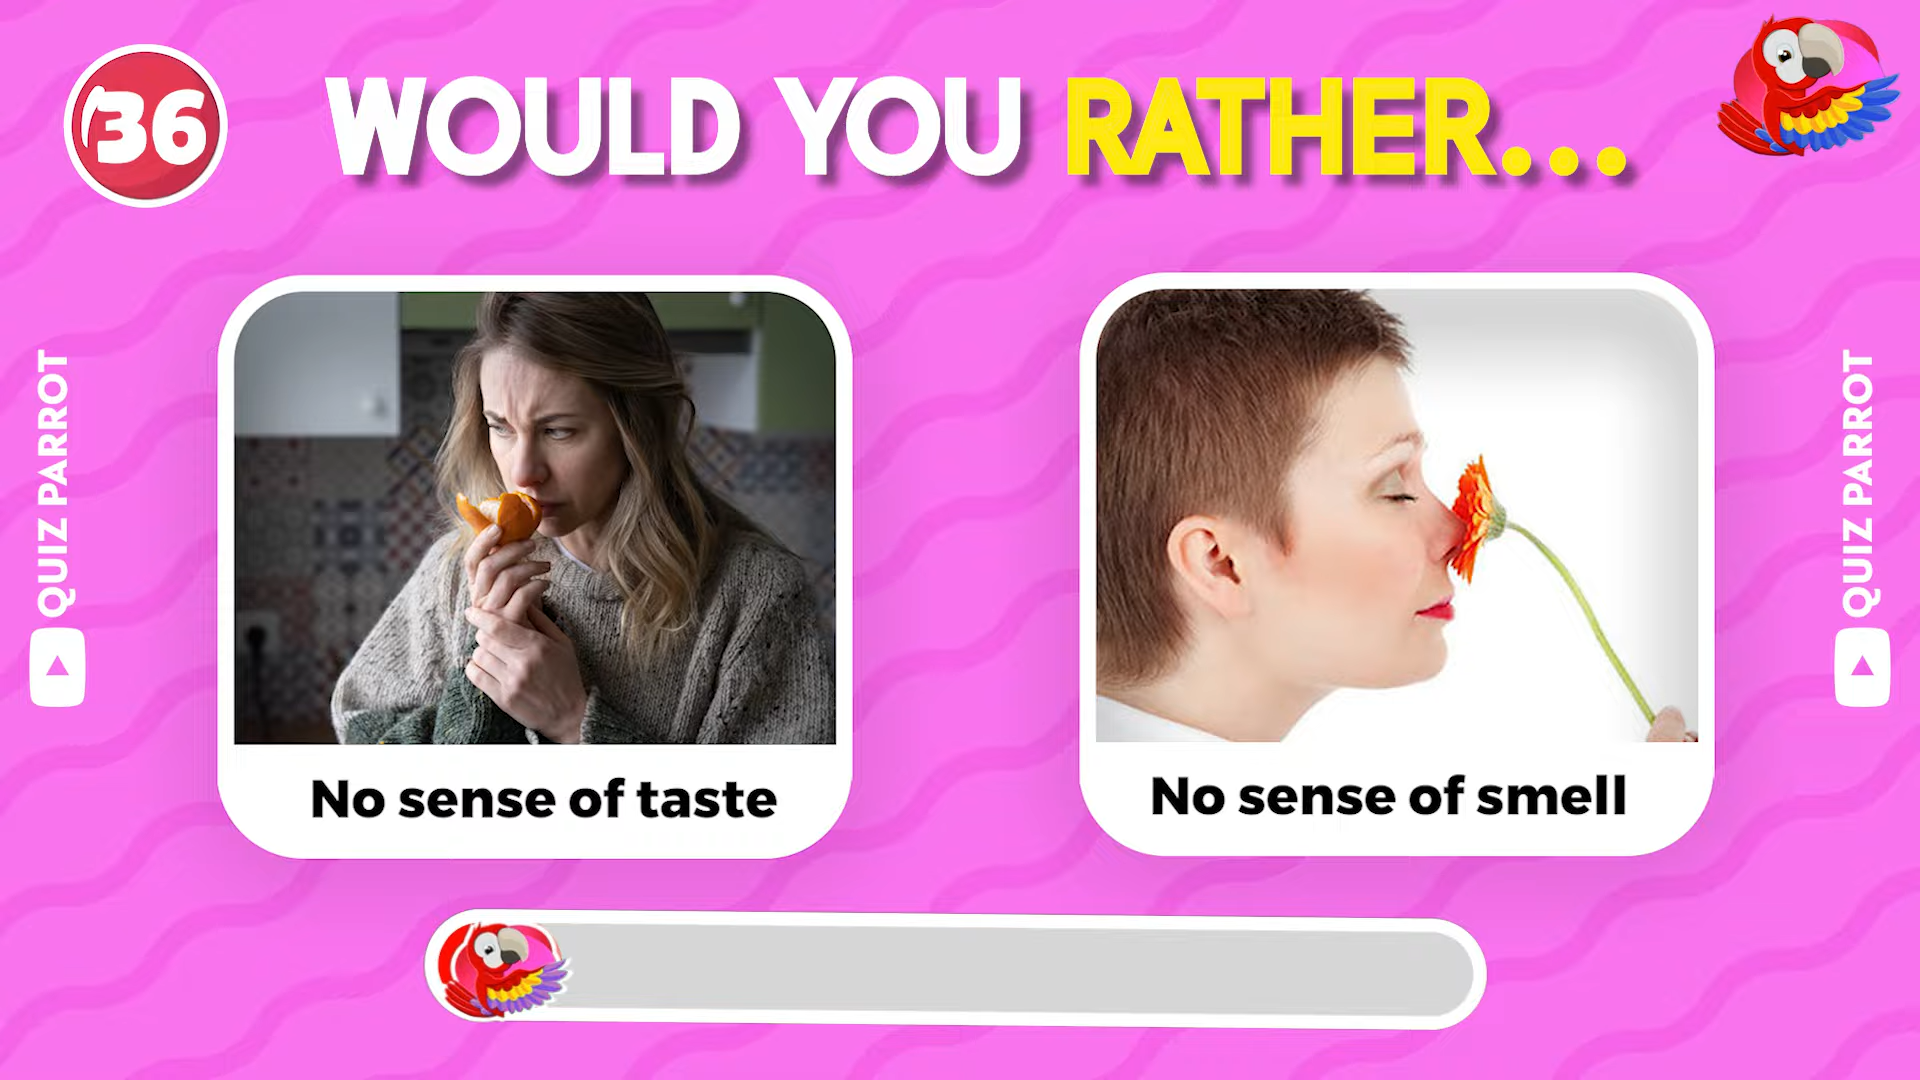 36
WOULD YOU RATHER...
QUIZ PARROT
QUIZ PARROT
No sense of taste
No sense of smell